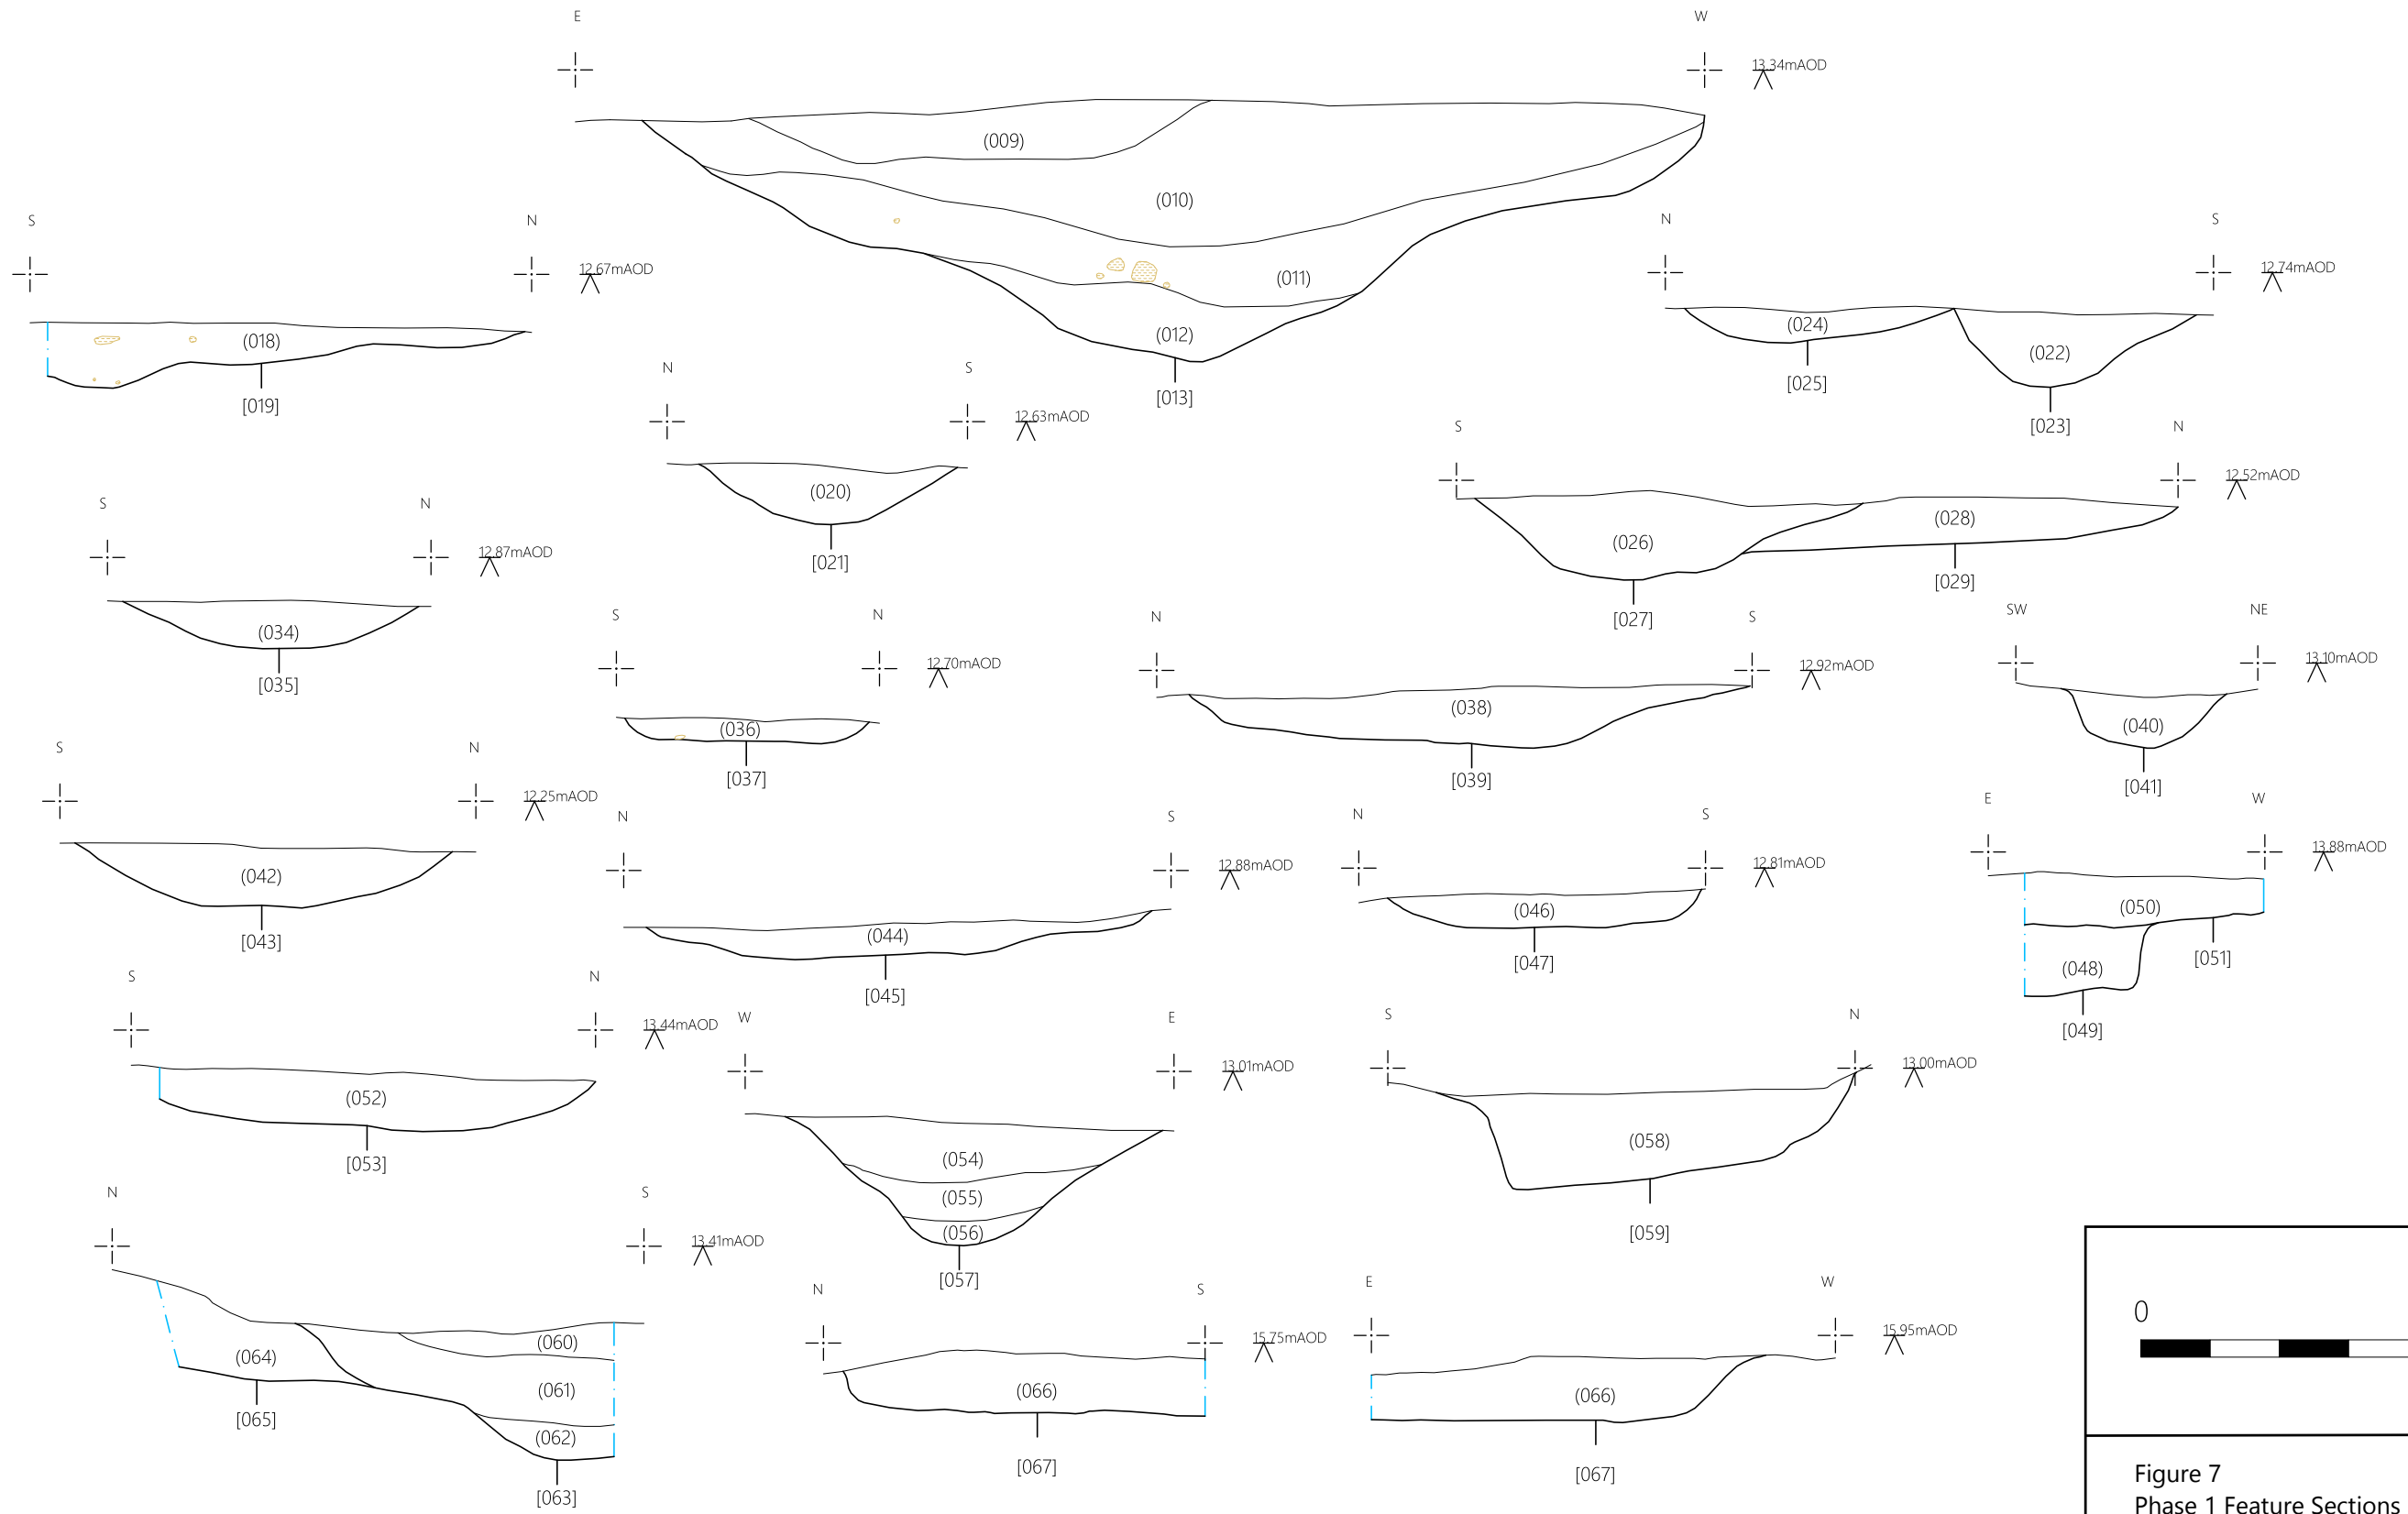 E W
13.34mAOD
(009)
(010)
(011)
(012)
[013]
S N
12.67mAOD
(018)
[019]
N S
12.74mAOD
(024)
(022)
[025]
[023]
N S
12.63mAOD
(020)
[021]
S N
12.52mAOD
(026)
(028)
[029]
[027]
S N
12.87mAOD
(034)
[035]
S N
12.70mAOD
(036)
[037]
N S
12.92mAOD
(038)
[039]
SW NE
13.10mAOD
(040)
[041]
S N
12.25mAOD
(042)
[043]
N S
12.88mAOD
(044)
[045]
N S
12.81mAOD
(046)
[047]
E W
13.88mAOD
(050)
(048)
[051]
[049]
S N
13.44mAOD
(052)
[053]
W E
13.01mAOD
(054)
(055)
(056)
[057]
S N
13.00mAOD
(058)
[059]
N S
13.41mAOD
(060)
(064)
(061)
(062)
[065]
[063]
N S
15.75mAOD
(066)
[067]
E W
15.95mAOD
(066)
[067]
0
Figure 7
Phase 1 Feature Sections